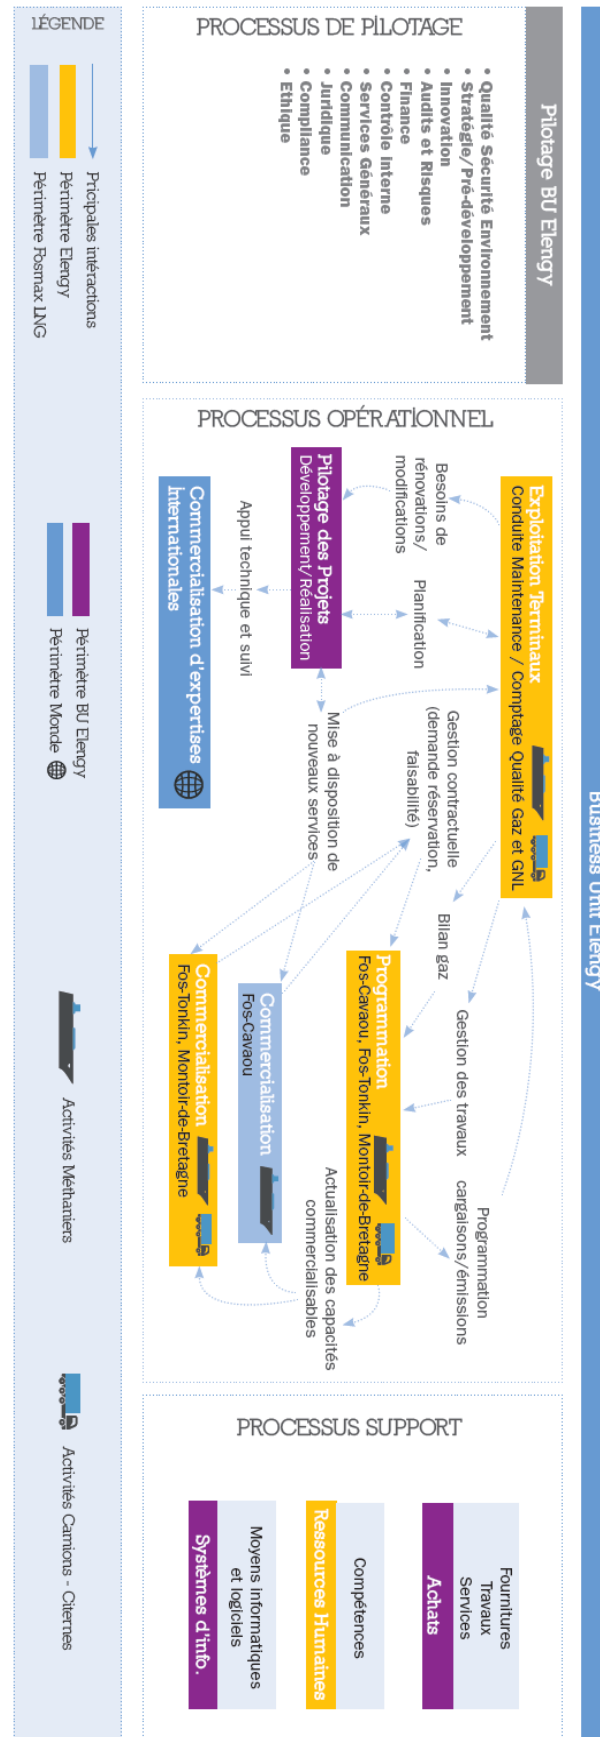 Business Unit Elengy
PROCESSUS DE PILOTAGE
Pilotage BU Elengy
• Qualité Sécurité Environnement
• Stratégie/Pré-développement
• Innovation
• Audits et Risques
• Finance
• Contrôle interne
• Services Généraux
• Communication
• Juridique
• Compliance
• Ethique
PROCESSUS OPÉRATIONNEL
Exploitation Terminaux
Conduite Maintenance / Comptage Qualité Gaz et GNL
Besoins de
rénovations/
modifications
Planification
Gestion contractuelle
(demande réservation,
faisabilité)
Bilan gaz
Gestion des travaux
Programmation
cargaisons/émissions
Pilotage des Projets
Développement/Réalisation
Mise à disposition de
nouveaux services
Programmation
Fos-Cavaou, Fos-Tonkin, Montoir-de-Bretagne
Appui technique et suivi
Actualisation des capacités
commercialisables
Commercialisation
Fos-Cavaou
Commercialisation d'expertises
Internationales
Commercialisation
Fos-Tonkin, Montoir-de-Bretagne
PROCESSUS SUPPORT
Fournitures
Travaux
Services
Achats
Compétences
Ressources Humaines
Moyens informatiques
et logiciels
Systèmes d'info.
LÉGENDE
Pricipales intéractions
Périmètre Elengy
Périmètre Fosmax LNG
Périmètre BU Elengy
Périmètre Monde
Activités Méthaniers
Activités Camions - Citernes